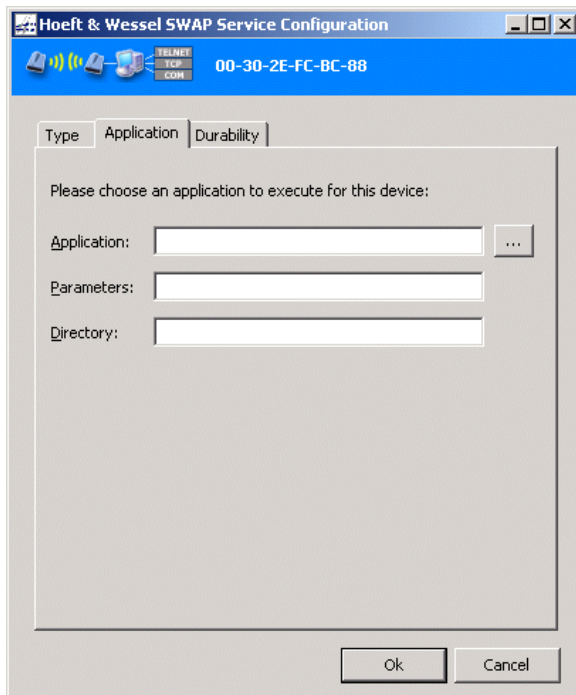 Hoeft & Wessel SWAP Service Configuration
TELNET
TCP
COM
00-30-2E-FC-BC-88
Type Application Durability
Please choose an application to execute for this device:
Application: ...
Parameters:
Directory:
Ok Cancel